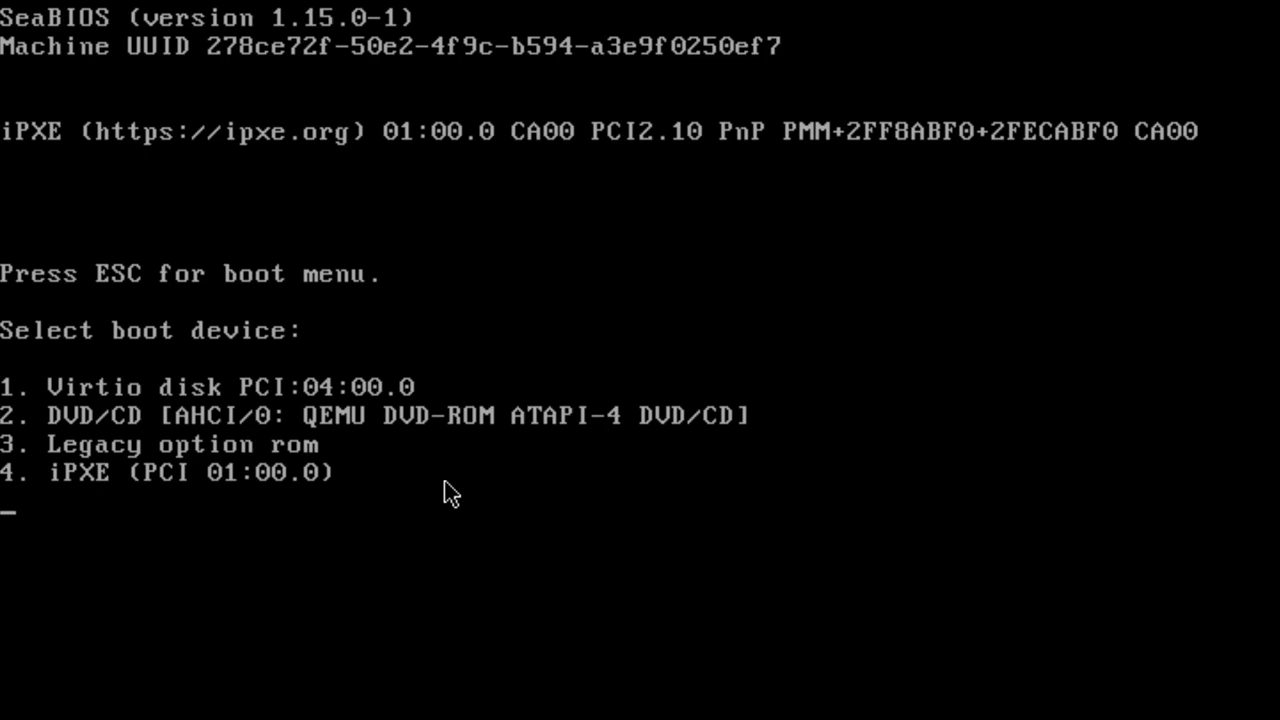 SeaBIOS (version 1.15.0-1)
Machine UUID 278ce72f-50e2-4f9c-b594-a3e9f0250ef7
iPXE (https://ipxe.org) 01:00.0 CA00 PCI2.10 PnP PMM+2FF8ABF0+2FECABF0 CA00
Press ESC for boot menu.
Select boot device:
1. Virtio disk PCI:04:00.0
2. DVD/CD [AHCI/0: QEMU DVD-ROM ATAPI-4 DVD/CD]
3. Legacy option rom
4. iPXE (PCI 01:00.0)
_